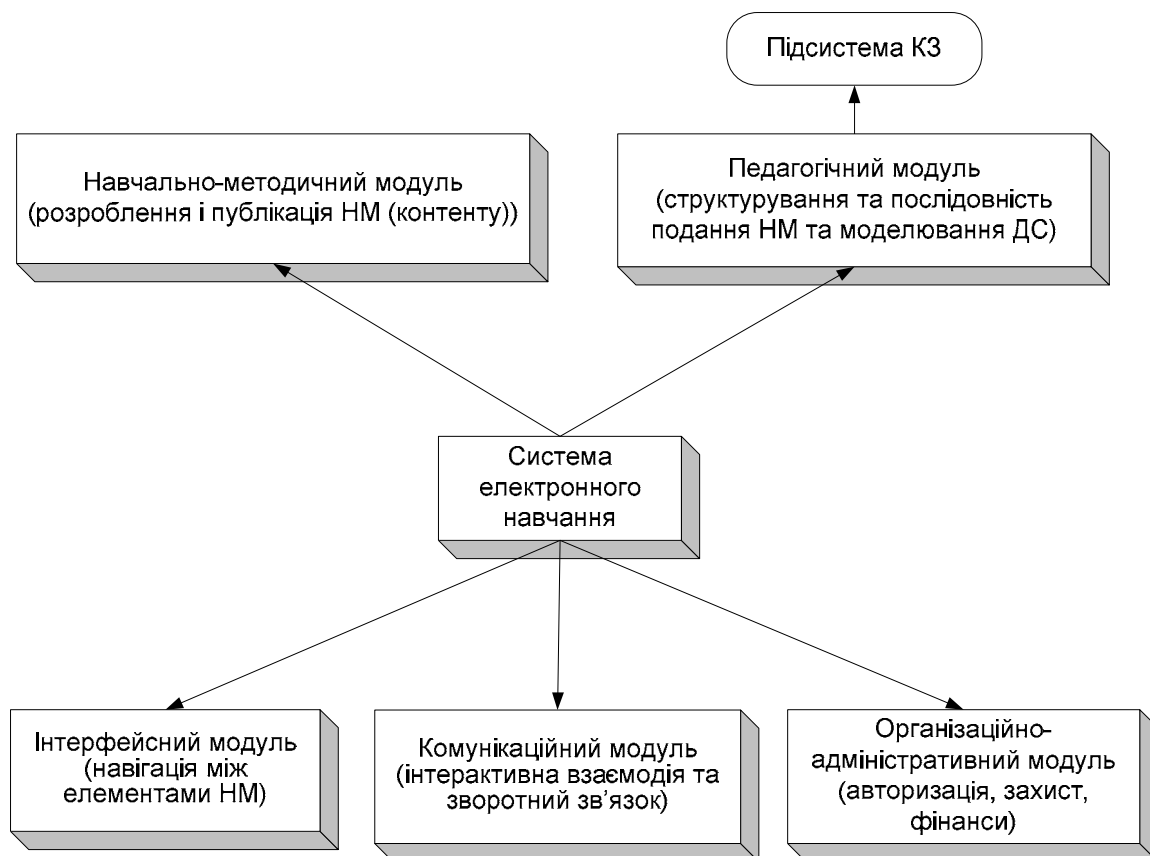 Підсистема КЗ
Навчально-методичний модуль
(розроблення і публікація НМ (контенту))
Педагогічний модуль
(структурування та послідовність
подання НМ та моделювання ДС)
Система
електронного
навчання
Інтерфейсний модуль
(навігація між
елементами НМ)
Комунікаційний модуль
(інтерактивна взаємодія та
зворотний зв’язок)
Організаційно-
адміністративний модуль
(авторизація, захист,
фінанси)